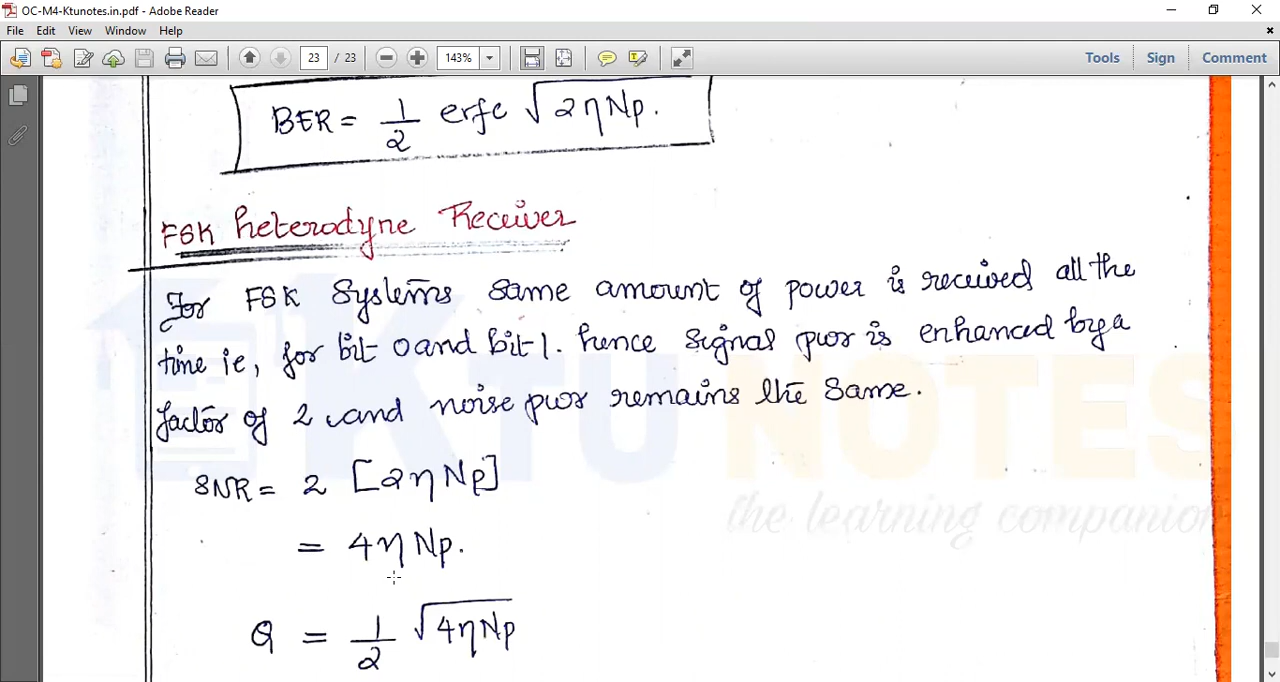 OC-M4-Ktunotes.in.pdf - Adobe Reader
File Edit View Window Help
23 / 23 143% Tools Sign Comment
BER = 1/2 erfc √2ηNp.
FSK heterodyne Receiver
For FSK Systems same amount of power is received all the
time ie, for bit 0 and bit 1. hence signal pwr is enhanced by a
factor of 2 and noise pwr remains the same.
KTU NOTES
SNR = 2 [2ηNp]
the learning companion
= 4ηNp.
Q = 1/2 √4ηNp